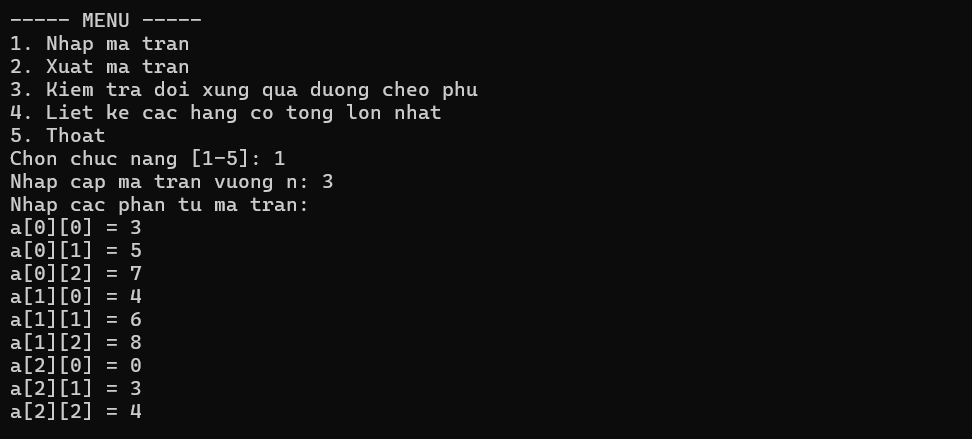 ----- MENU -----
1. Nhap ma tran
2. Xuat ma tran
3. Kiem tra doi xung qua duong cheo phu
4. Liet ke cac hang co tong lon nhat
5. Thoat
Chon chuc nang [1-5]: 1
Nhap cap ma tran vuong n: 3
Nhap cac phan tu ma tran:
a[0][0] = 3
a[0][1] = 5
a[0][2] = 7
a[1][0] = 4
a[1][1] = 6
a[1][2] = 8
a[2][0] = 0
a[2][1] = 3
a[2][2] = 4